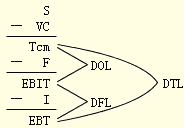 S
— VC
Tcm
— F
DOL
EBIT
DTL
— I
DFL
EBT